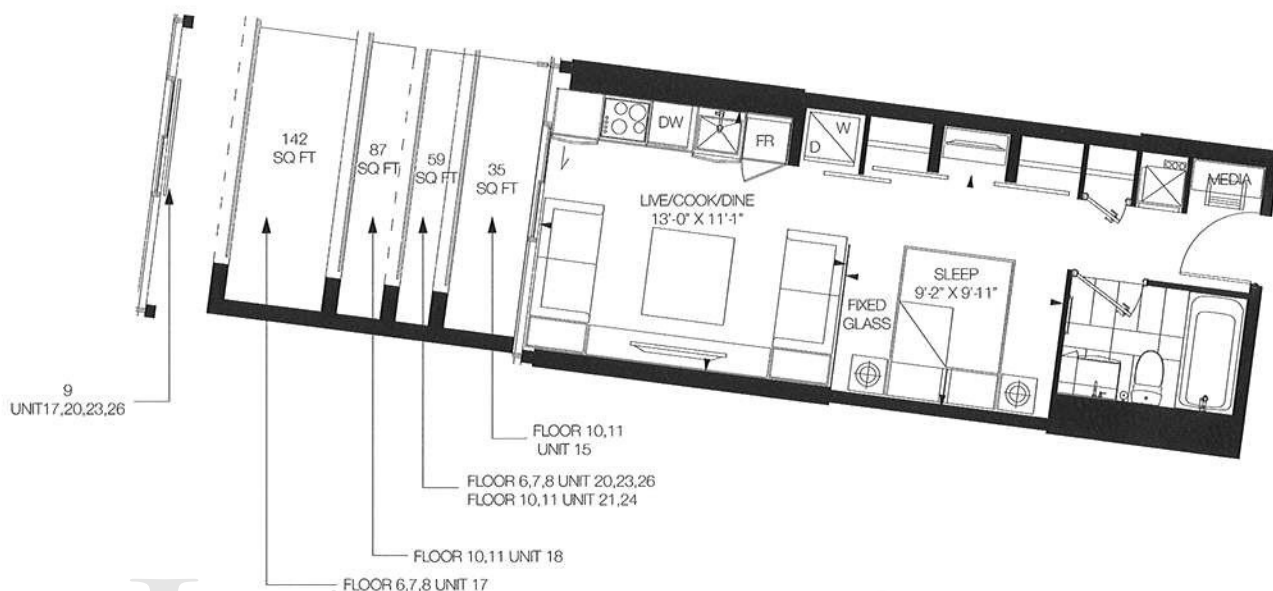 142
SQ FT
87
SQ FT
59
SQ FT
35
SQ FT
DW
FR
W
D
MEDIA
LIVE/COOK/DINE
13'-0" X 11'-1"
SLEEP
9'-2" X 9'-11"
FIXED
GLASS
9
UNIT17,20,23,26
FLOOR 10,11
UNIT 15
FLOOR 6,7,8 UNIT 20,23,26
FLOOR 10,11 UNIT 21,24
FLOOR 10,11 UNIT 18
FLOOR 6,7,8 UNIT 17